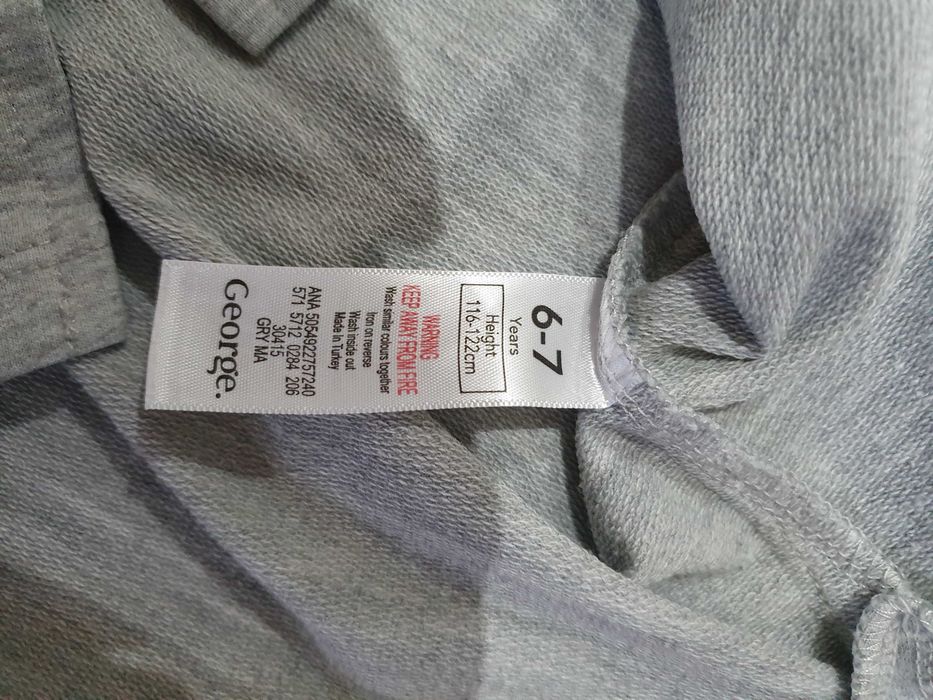 6-7
Years
Height
116-122cm
WARNING
KEEP AWAY FROM FIRE
Wash similar colours together
Iron on reverse
Wash inside out
Made in Turkey
ANA 5054922757240
571 5712 0284 206
30415
GRY MA
George.